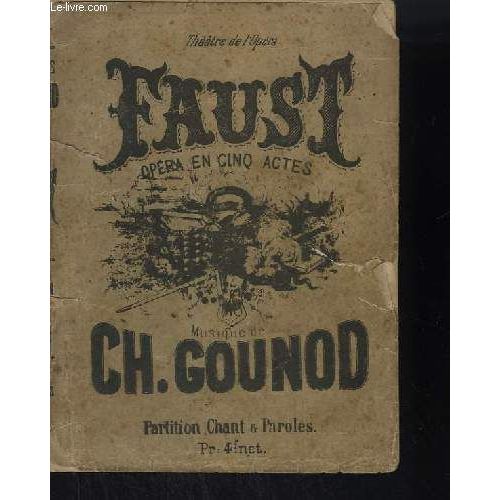 Le-livre.com
Théâtre de l'Opéra
FAUST
OPÉRA EN CINQ ACTES
Musique de
CH. GOUNOD
Partition Chant & Paroles.
Pr: 4f net.